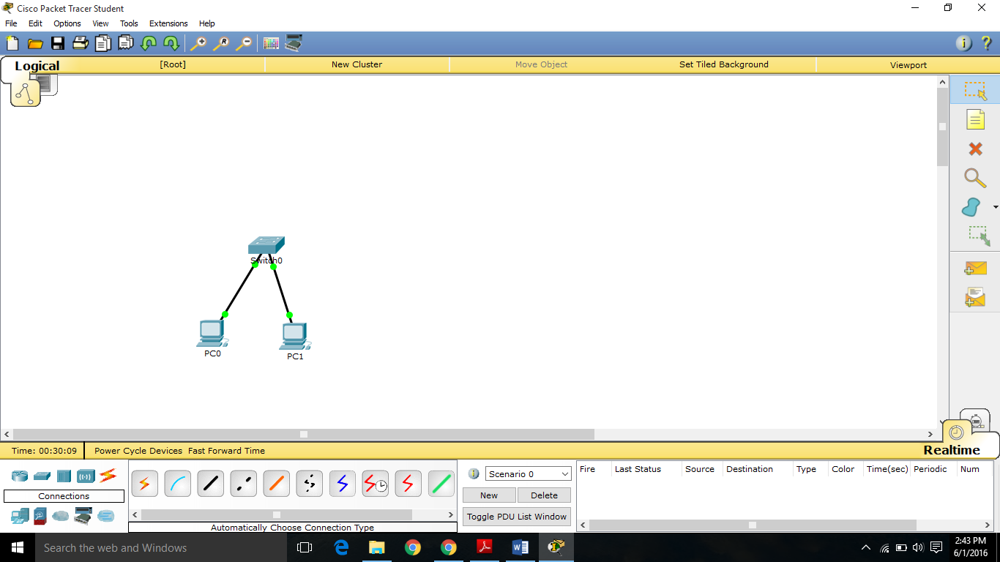 Cisco Packet Tracer Student
File Edit Options View Tools Extensions Help
Logical [Root] New Cluster Move Object Set Tiled Background Viewport
Switch0
PC0
PC1
Time: 00:30:09 Power Cycle Devices Fast Forward Time Realtime
Scenario 0
Fire Last Status Source Destination Type Color Time(sec) Periodic Num
Connections
New Delete
Toggle PDU List Window
Automatically Choose Connection Type
Search the web and Windows
2:43 PM
6/1/2016